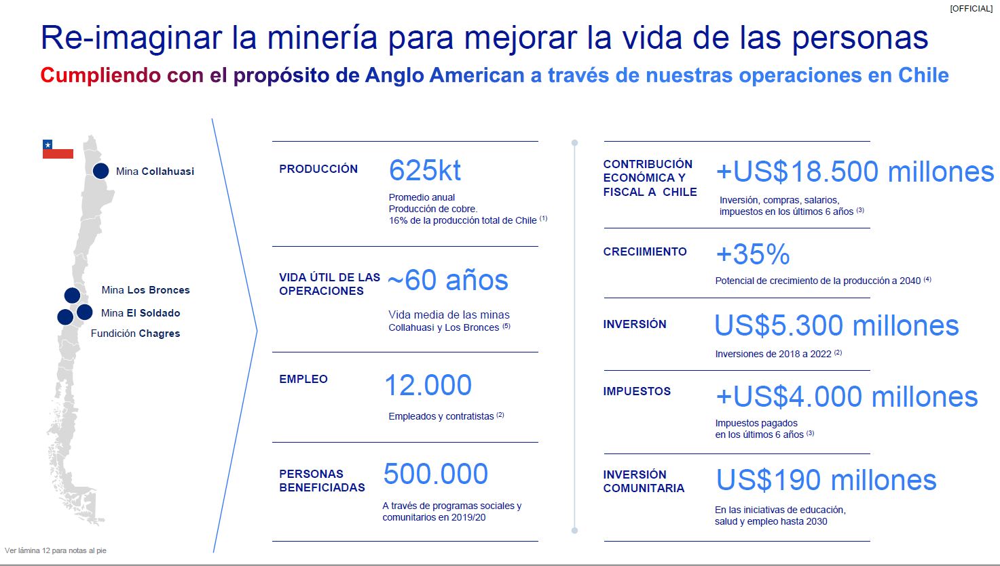 [OFFICIAL]
Re-imaginar la minería para mejorar la vida de las personas
Cumpliendo con el propósito de Anglo American a través de nuestras operaciones en Chile
Mina Collahuasi
Mina Los Bronces
Mina El Soldado
Fundición Chagres
PRODUCCIÓN
625kt
Promedio anual
Producción de cobre.
16% de la producción total de Chile (1)
VIDA ÚTIL DE LAS
OPERACIONES
~60 años
Vida media de las minas
Collahuasi y Los Bronces (5)
EMPLEO
12.000
Empleados y contratistas (2)
PERSONAS
BENEFICIADAS
500.000
A través de programas sociales y
comunitarios en 2019/20
CONTRIBUCIÓN
ECONÓMICA Y
FISCAL A CHILE
+US$18.500 millones
Inversión, compras, salarios,
impuestos en los últimos 6 años (3)
CRECIIMIENTO
+35%
Potencial de crecimiento de la producción a 2040 (4)
INVERSIÓN
US$5.300 millones
Inversiones de 2018 a 2022 (2)
IMPUESTOS
+US$4.000 millones
Impuestos pagados
en los últimos 6 años (3)
INVERSIÓN
COMUNITARIA
US$190 millones
En las iniciativas de educación,
salud y empleo hasta 2030
Ver lámina 12 para notas al pie